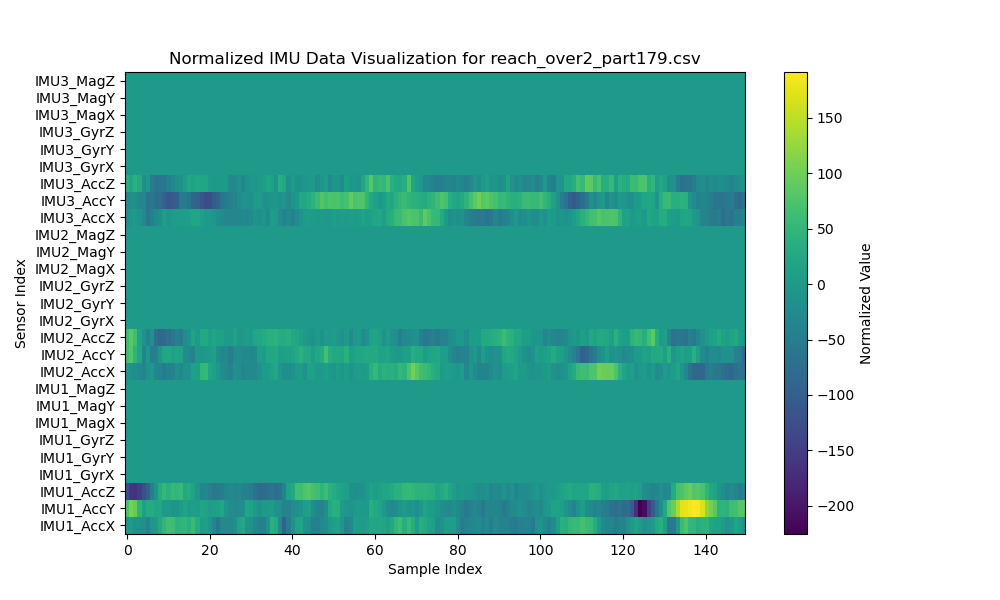 Normalized IMU Data Visualization for reach_over2_part179.csv
IMU3_MagZ
IMU3_MagY
IMU3_MagX
IMU3_GyrZ
IMU3_GyrY
IMU3_GyrX
IMU3_AccZ
IMU3_AccY
IMU3_AccX
IMU2_MagZ
IMU2_MagY
IMU2_MagX
IMU2_GyrZ
IMU2_GyrY
IMU2_GyrX
IMU2_AccZ
IMU2_AccY
IMU2_AccX
IMU1_MagZ
IMU1_MagY
IMU1_MagX
IMU1_GyrZ
IMU1_GyrY
IMU1_GyrX
IMU1_AccZ
IMU1_AccY
IMU1_AccX
Sensor Index
0 20 40 60 80 100 120 140
Sample Index
150
100
50
0
−50
−100
−150
−200
Normalized Value